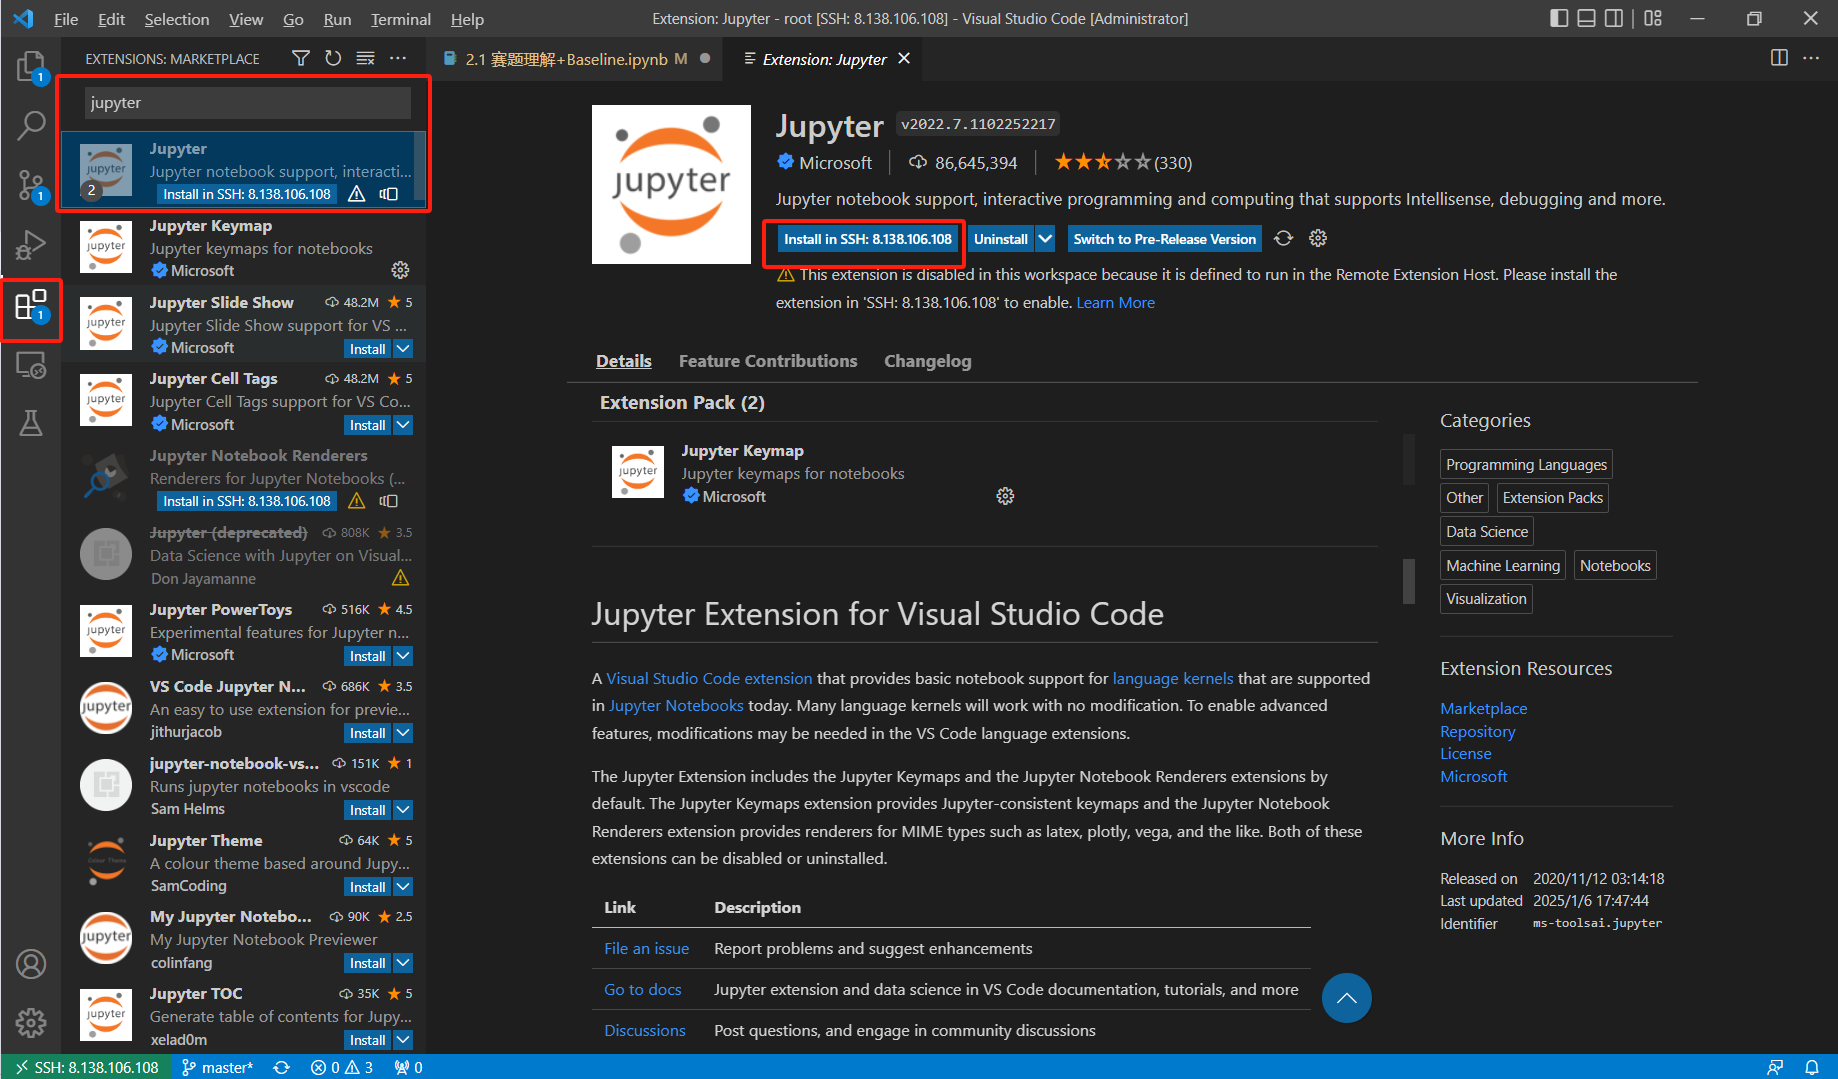 File Edit Selection View Go Run Terminal Help
Extension: Jupyter - root [SSH: 8.138.106.108] - Visual Studio Code [Administrator]
EXTENSIONS: MARKETPLACE
2.1 赛题理解+Baseline.ipynb M
Extension: Jupyter
1
1
1
jupyter
Jupyter
Jupyter notebook support, interacti...
Install in SSH: 8.138.106.108
2
jupyter
Jupyter Keymap
Jupyter keymaps for notebooks
Microsoft
jupyter
Jupyter Slide Show 48.2M 5
Jupyter Slide Show support for VS ...
Microsoft
Install
jupyter
Jupyter Cell Tags 48.2M 5
Jupyter Cell Tags support for VS Co...
Microsoft
Install
jupyter
Jupyter Notebook Renderers
Renderers for Jupyter Notebooks (...
Install in SSH: 8.138.106.108
Jupyter (deprecated) 808K 3.5
Data Science with Jupyter on Visual...
Don Jayamanne
Jupyter PowerToys 516K 4.5
Experimental features for Jupyter n...
Microsoft
Install
jupyter
VS Code Jupyter N... 686K 3.5
An easy to use extension for previe...
jithurjacob
Install
jupyter
jupyter-notebook-vs... 151K 1
Runs jupyter notebooks in vscode
Sam Helms
Install
Jupyter Theme 64K 5
A colour theme based around Jupy...
SamCoding
Install
Colour Theme
My Jupyter Notebo... 90K 2.5
My Jupyter Notebook Previewer
colinfang
Install
jupyter
Jupyter TOC 35K 5
Generate table of contents for Jupy...
xelad0m
Install
jupyter
jupyter
Jupyter v2022.7.1102252217
Microsoft 86,645,394 (330)
Jupyter notebook support, interactive programming and computing that supports Intellisense, debugging and more.
Install in SSH: 8.138.106.108 Uninstall Switch to Pre-Release Version
This extension is disabled in this workspace because it is defined to run in the Remote Extension Host. Please install the
extension in 'SSH: 8.138.106.108' to enable. Learn More
Details Feature Contributions Changelog
Extension Pack (2)
jupyter
Jupyter Keymap
Jupyter keymaps for notebooks
Microsoft
Jupyter Extension for Visual Studio Code
A Visual Studio Code extension that provides basic notebook support for language kernels that are supported
in Jupyter Notebooks today. Many language kernels will work with no modification. To enable advanced
features, modifications may be needed in the VS Code language extensions.
The Jupyter Extension includes the Jupyter Keymaps and the Jupyter Notebook Renderers extensions by
default. The Jupyter Keymaps extension provides Jupyter-consistent keymaps and the Jupyter Notebook
Renderers extension provides renderers for MIME types such as latex, plotly, vega, and the like. Both of these
extensions can be disabled or uninstalled.
Link Description
File an issue Report problems and suggest enhancements
Go to docs Jupyter extension and data science in VS Code documentation, tutorials, and more
Discussions Post questions, and engage in community discussions
Categories
Programming Languages
Other Extension Packs
Data Science
Machine Learning Notebooks
Visualization
Extension Resources
Marketplace
Repository
License
Microsoft
More Info
Released on 2020/11/12 03:14:18
Last updated 2025/1/6 17:47:44
Identifier ms-toolsai.jupyter
SSH: 8.138.106.108 master* 0 3 0